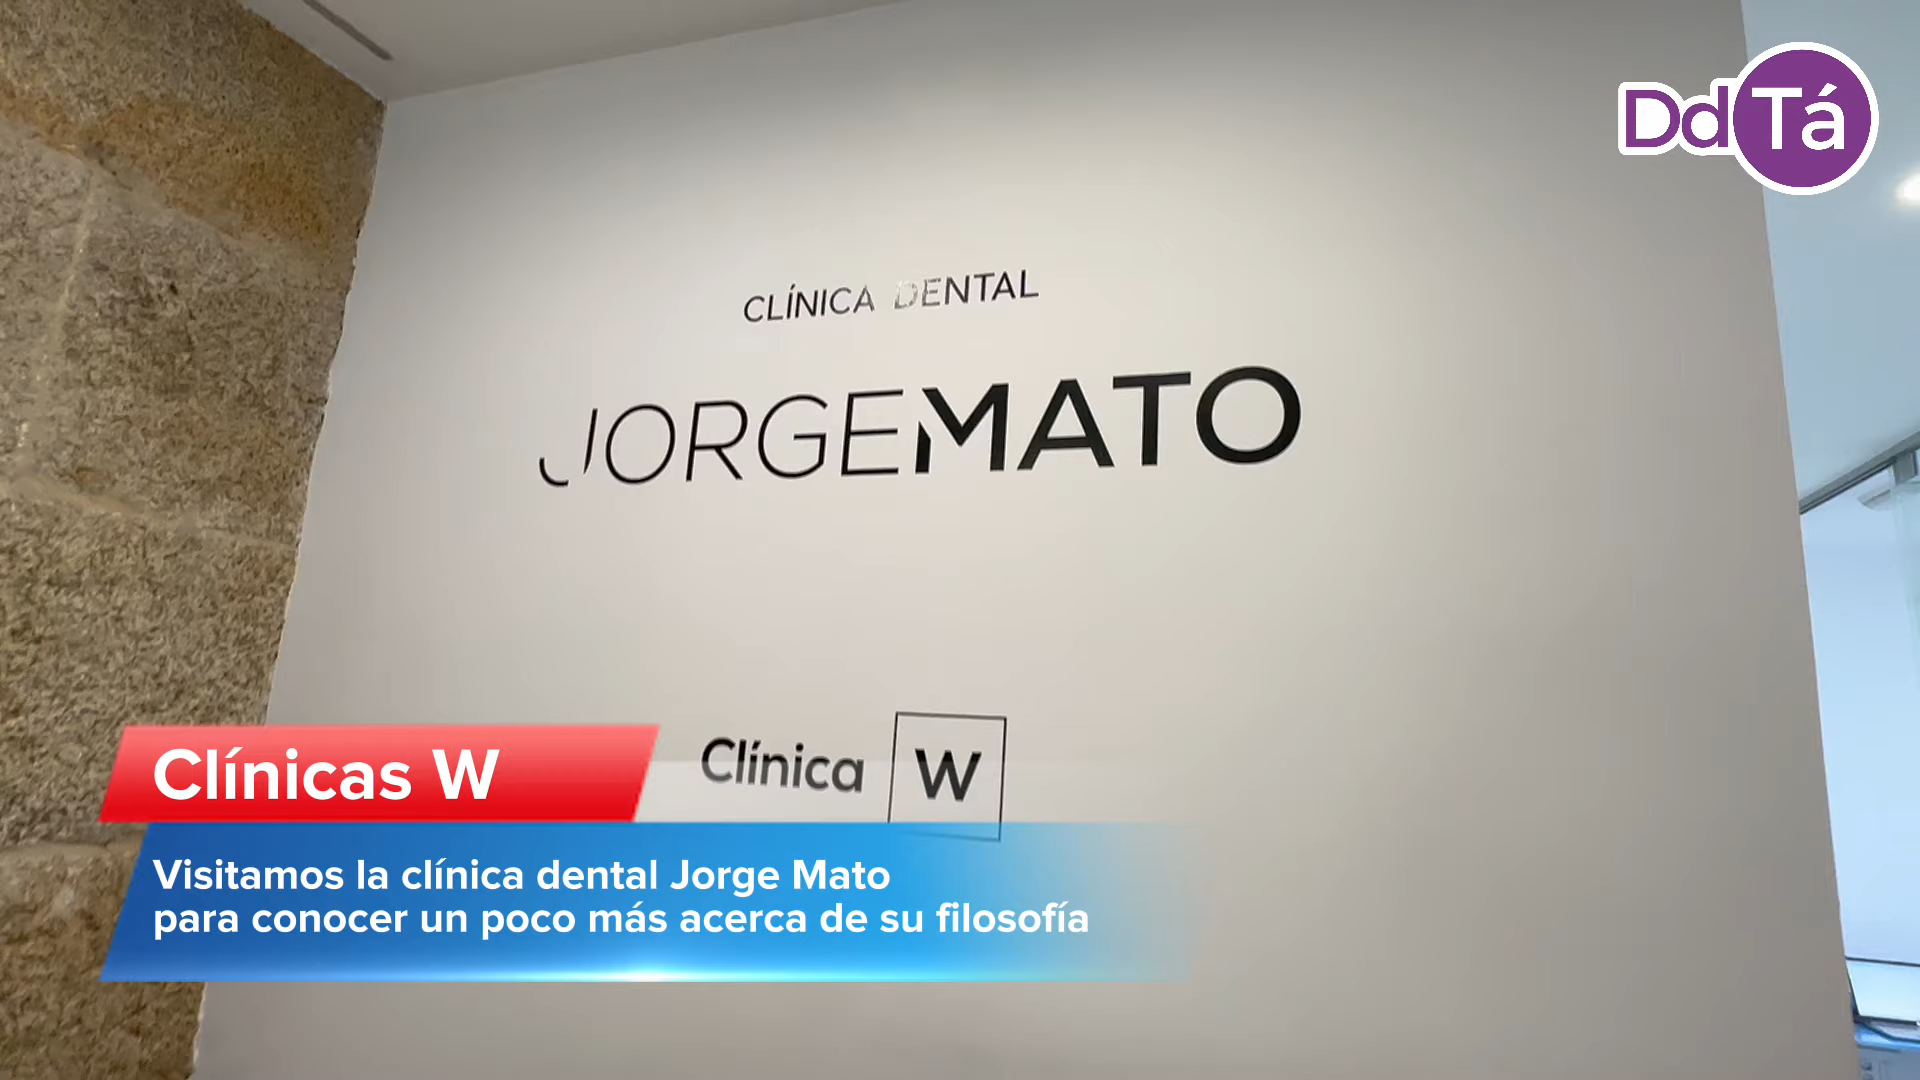 DdTá
CLÍNICA DENTAL
JORGEMATO
Clínica W
Clínicas W
Visitamos la clínica dental Jorge Mato
para conocer un poco más acerca de su filosofía